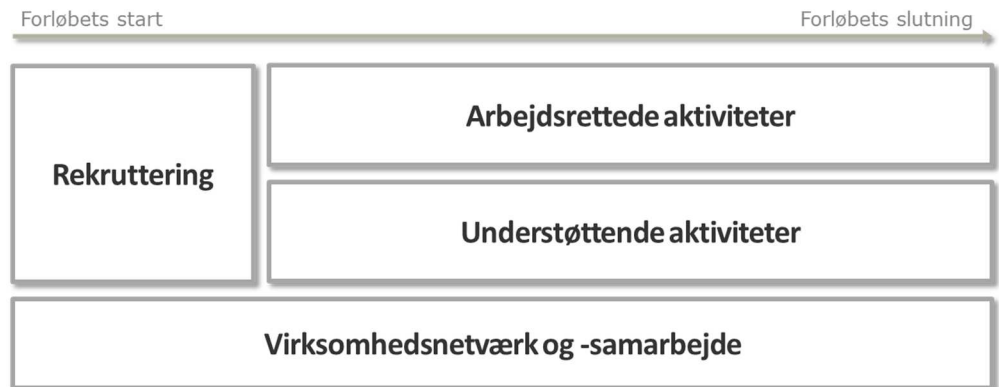 Forløbets start
Forløbets slutning
Rekruttering
Arbejdsrettede aktiviteter
Understøttende aktiviteter
Virksomhedsnetværk og -samarbejde